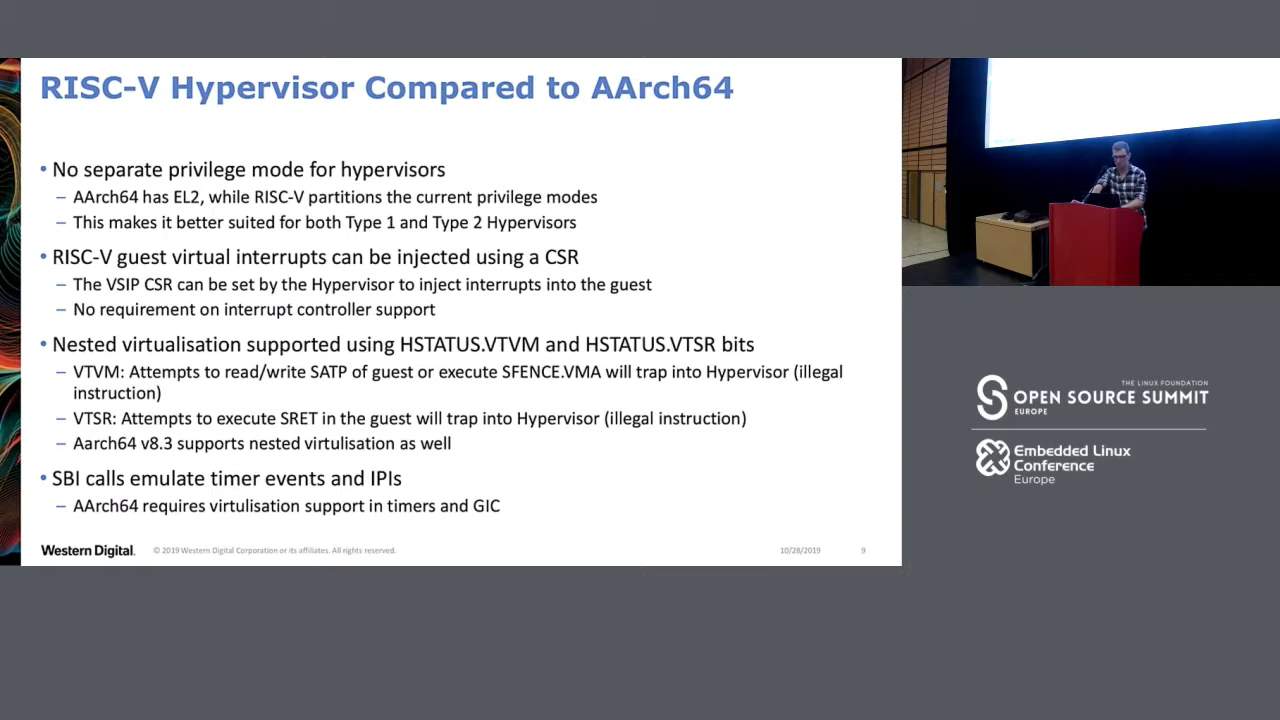 RISC-V Hypervisor Compared to AArch64
• No separate privilege mode for hypervisors
– AArch64 has EL2, while RISC-V partitions the current privilege modes
– This makes it better suited for both Type 1 and Type 2 Hypervisors
• RISC-V guest virtual interrupts can be injected using a CSR
– The VSIP CSR can be set by the Hypervisor to inject interrupts into the guest
– No requirement on interrupt controller support
• Nested virtualisation supported using HSTATUS.VTVM and HSTATUS.VTSR bits
– VTVM: Attempts to read/write SATP of guest or execute SFENCE.VMA will trap into Hypervisor (illegal
instruction)
– VTSR: Attempts to execute SRET in the guest will trap into Hypervisor (illegal instruction)
– Aarch64 v8.3 supports nested virtulisation as well
• SBI calls emulate timer events and IPIs
– AArch64 requires virtulisation support in timers and GIC
Western Digital. © 2019 Western Digital Corporation or its affiliates. All rights reserved. 10/28/2019 9
THE LINUX FOUNDATION
OPEN SOURCE SUMMIT
EUROPE
Embedded Linux
Conference
Europe